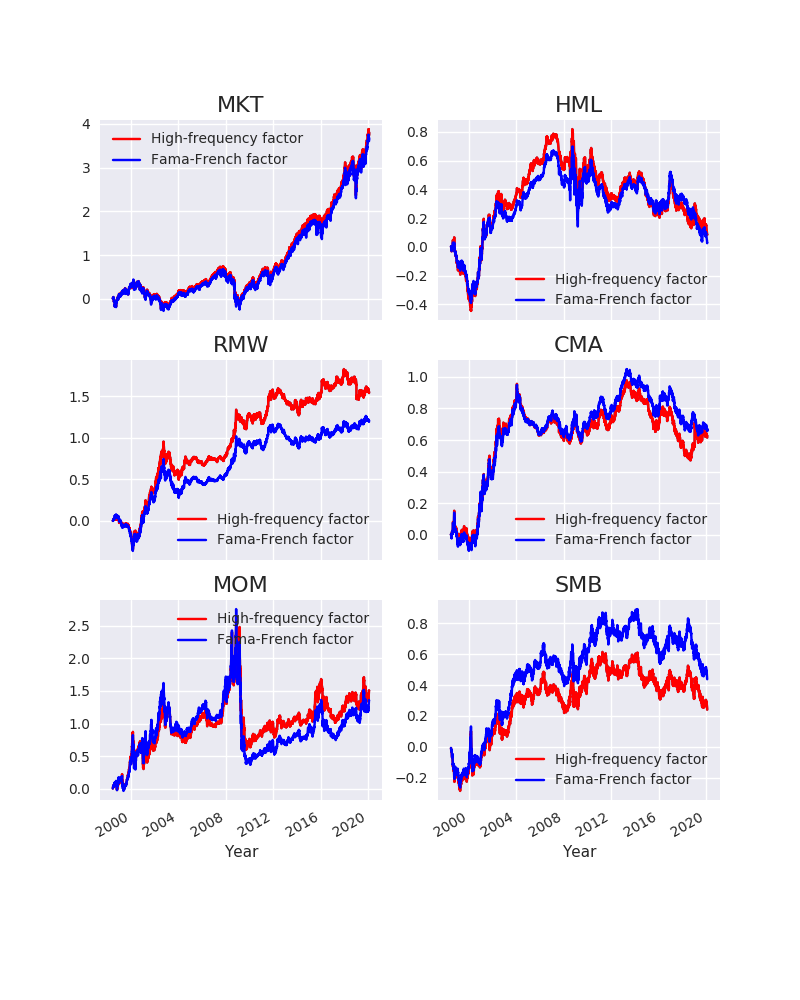 MKT
4
3
2
1
0
High-frequency factor
Fama-French factor
HML
0.8
0.6
0.4
0.2
0.0
−0.2
−0.4
High-frequency factor
Fama-French factor
RMW
1.5
1.0
0.5
0.0
High-frequency factor
Fama-French factor
CMA
1.0
0.8
0.6
0.4
0.2
0.0
High-frequency factor
Fama-French factor
MOM
2.5
2.0
1.5
1.0
0.5
0.0
High-frequency factor
Fama-French factor
2000 2004 2008 2012 2016 2020
Year
SMB
0.8
0.6
0.4
0.2
0.0
−0.2
High-frequency factor
Fama-French factor
2000 2004 2008 2012 2016 2020
Year